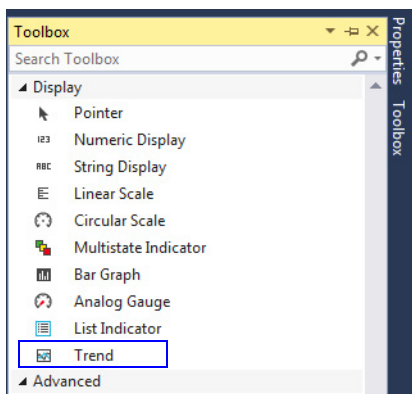 Toolbox
Search Toolbox
Display
Pointer
123 Numeric Display
ABC String Display
Linear Scale
Circular Scale
Multistate Indicator
Bar Graph
Analog Gauge
List Indicator
Trend
Advanced
Properties
Toolbox